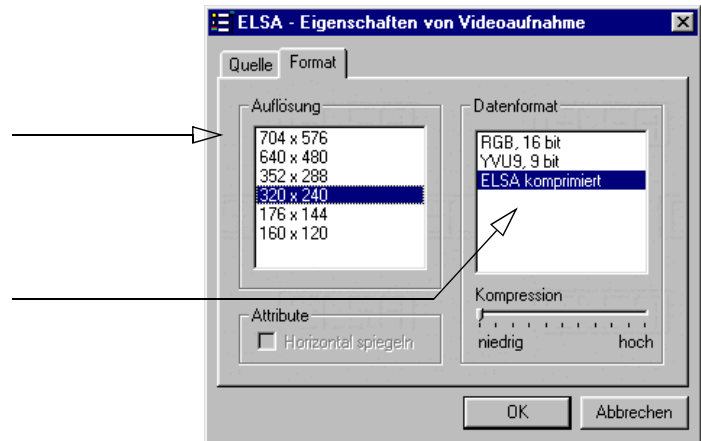 ELSA - Eigenschaften von Videoaufnahme
Quelle
Format
Auflösung
704 x 576
640 x 480
352 x 288
320 x 240
176 x 144
160 x 120
Attribute
Horizontal spiegeln
Datenformat
RGB, 16 bit
YVU9, 9 bit
ELSA komprimiert
Kompression
niedrig
hoch
OK
Abbrechen